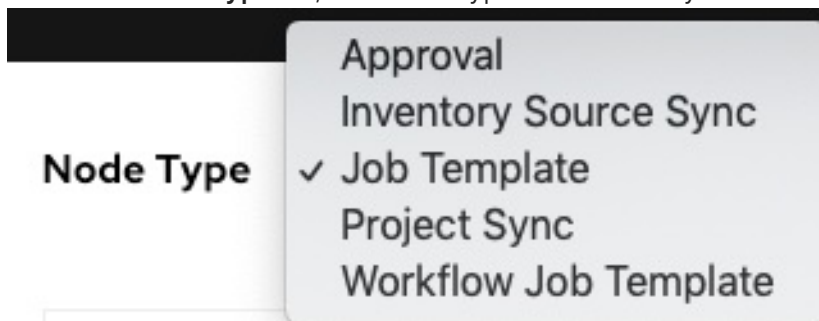 Approval
Inventory Source Sync
Node Type ✓ Job Template
Project Sync
Workflow Job Template